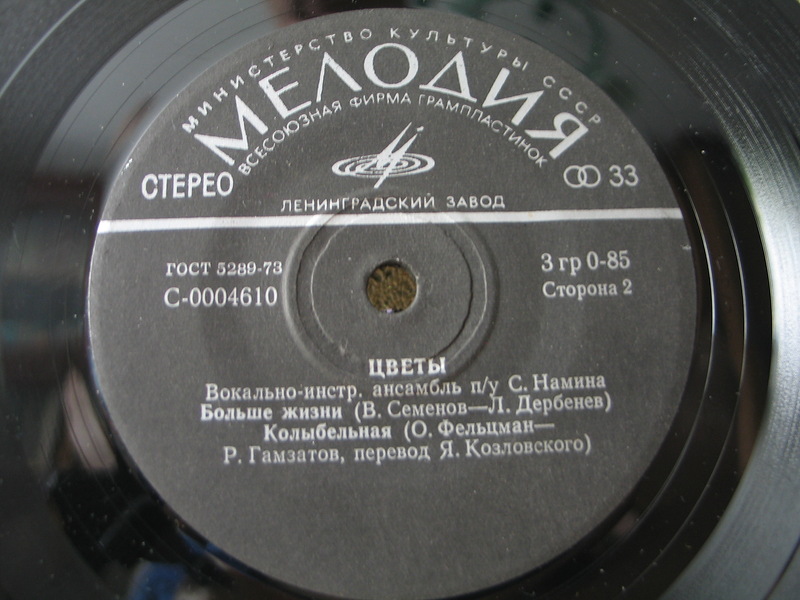 МИНИСТЕРСТВО КУЛЬТУРЫ СССР
МЕЛОДИЯ
ВСЕСОЮЗНАЯ ФИРМА ГРАМПЛАСТИНОК
СТЕРЕО
33
ЛЕНИНГРАДСКИЙ ЗАВОД
ГОСТ 5289-73
3 гр 0-85
С-0004610
Сторона 2
ЦВЕТЫ
Вокально-инстр. ансамбль п/у С. Намина
Больше жизни (В. Семенов—Л. Дербенев)
Колыбельная (О. Фельцман—
Р. Гамзатов, перевод Я. Козловского)